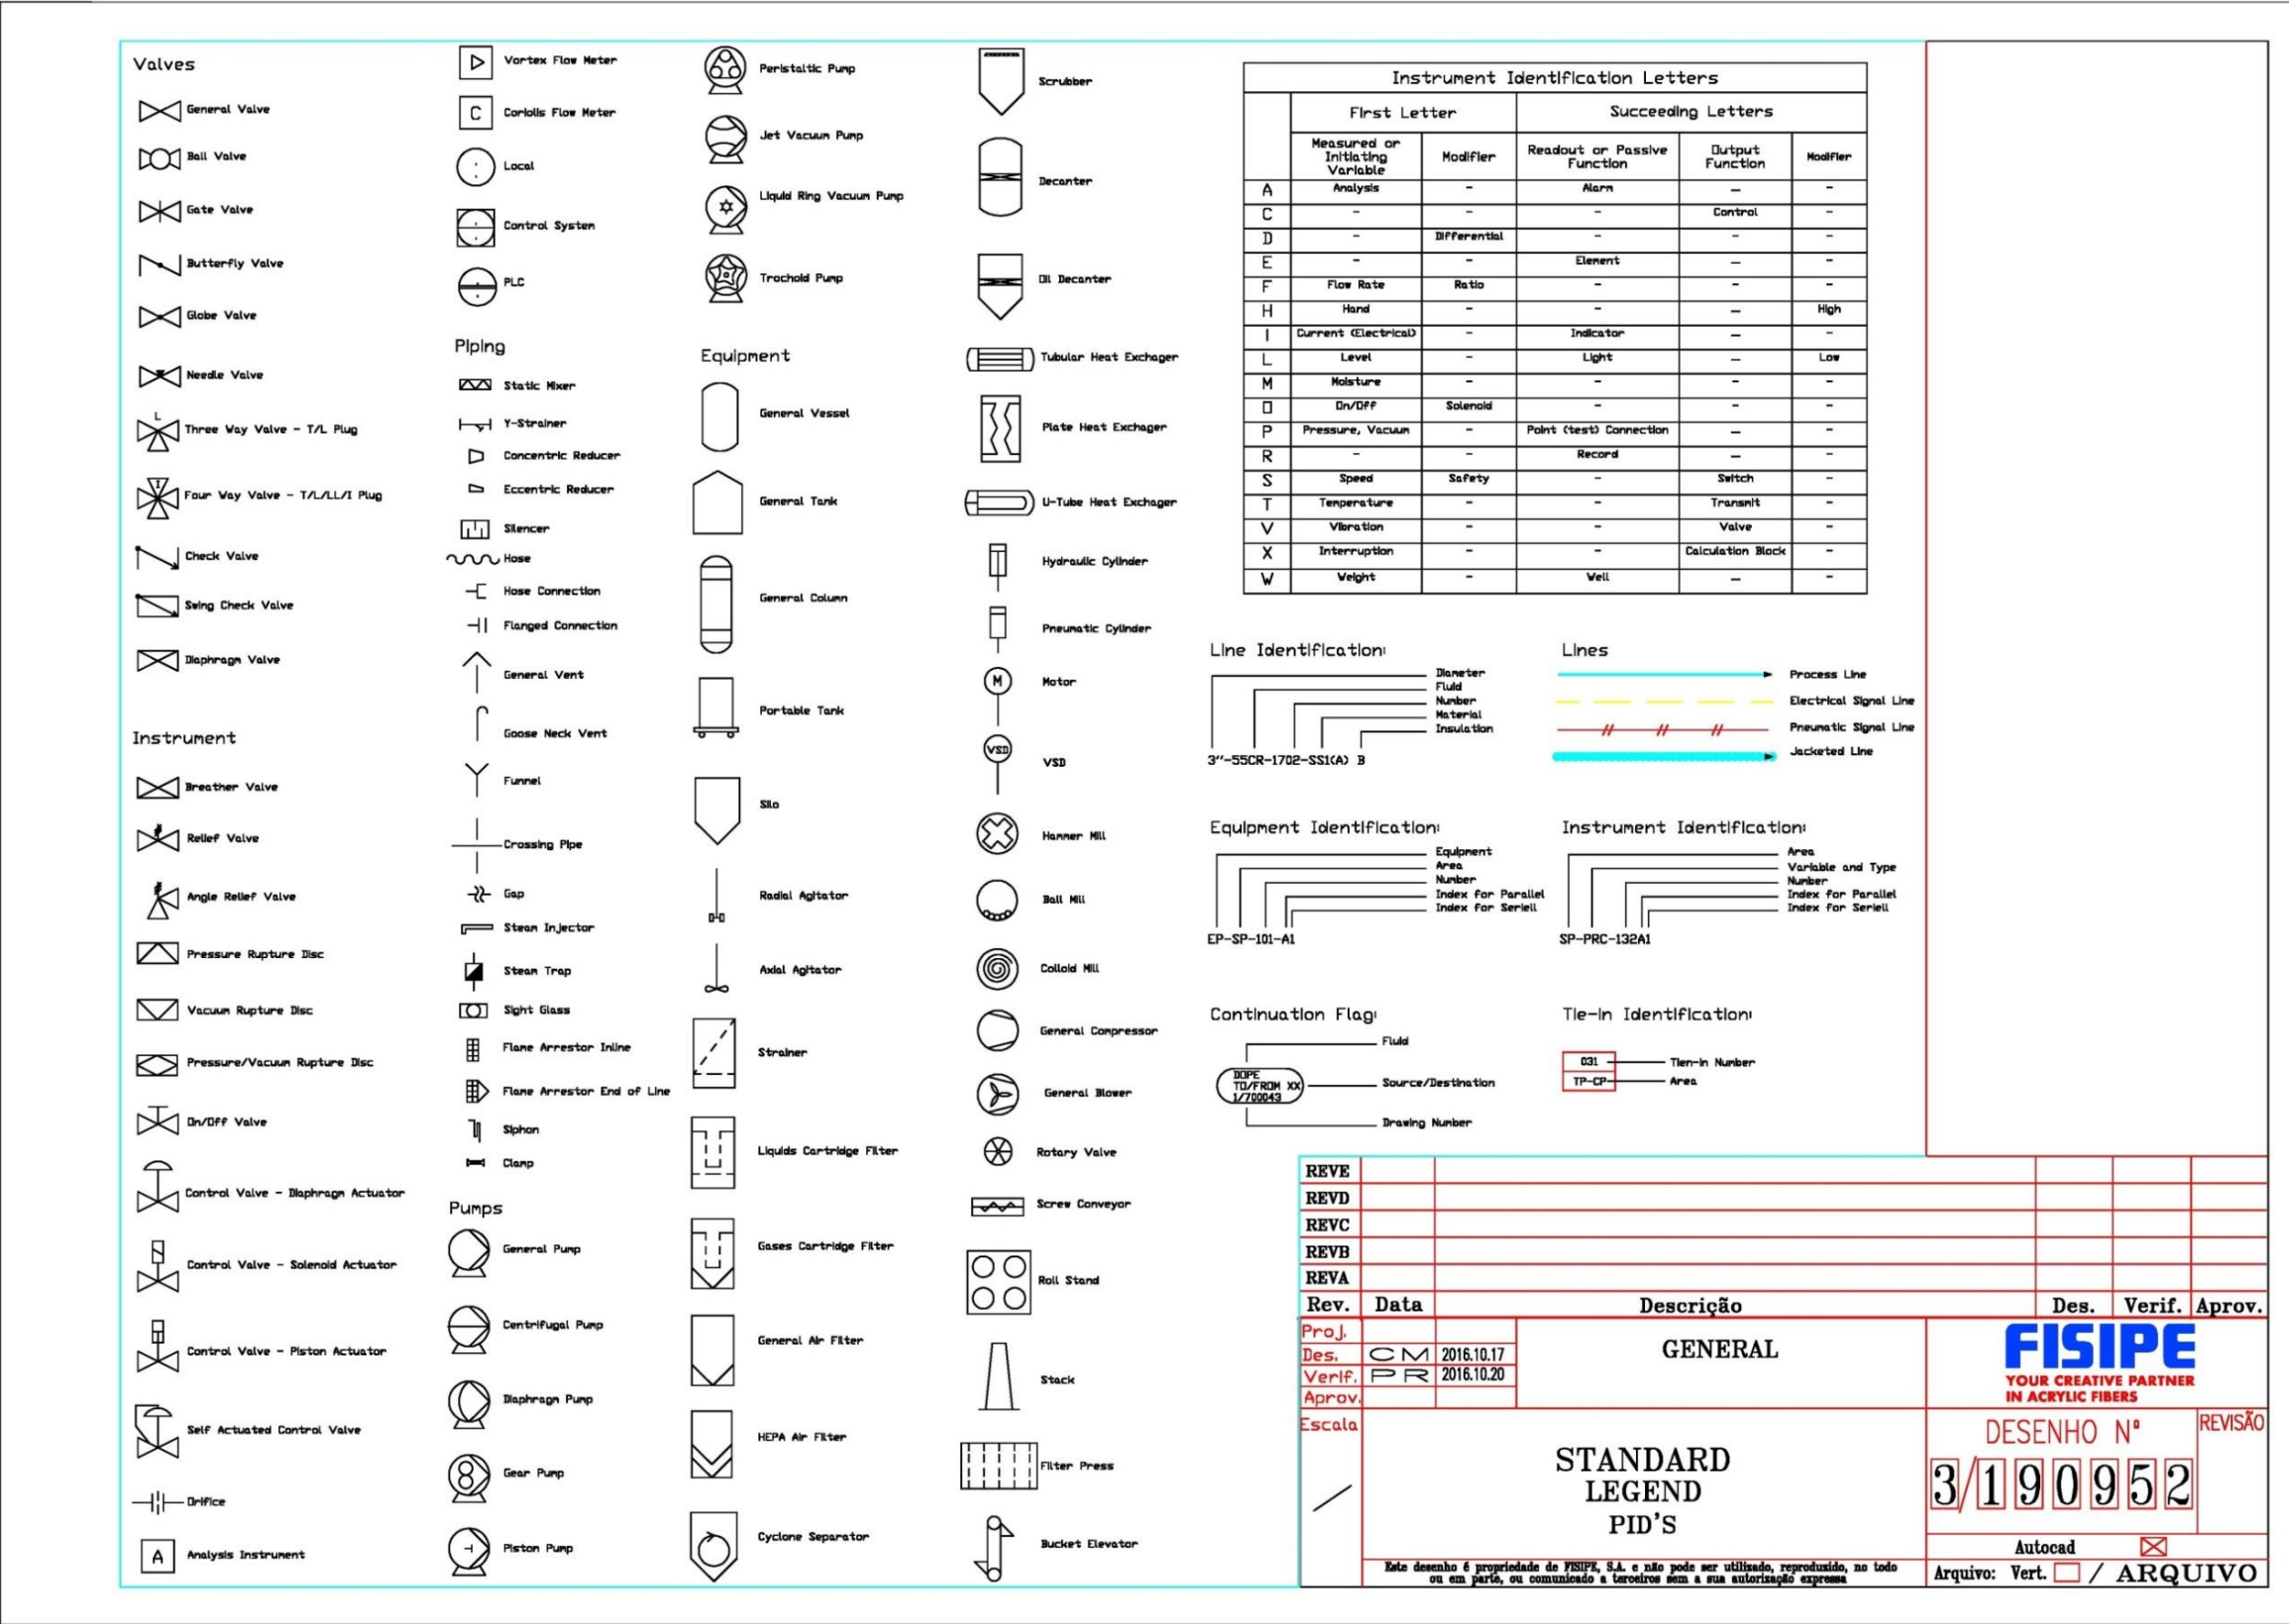 Valves
General Valve
Ball Valve
Gate Valve
Butterfly Valve
Globe Valve
Needle Valve
L
Three Way Valve - T/L Plug
I
Four Way Valve - T/L/LL/I Plug
Check Valve
Swing Check Valve
Diaphragm Valve
Instrument
Breather Valve
Relief Valve
Angle Relief Valve
Pressure Rupture Disc
Vacuum Rupture Disc
Pressure/Vacuum Rupture Disc
On/Off Valve
Control Valve - Diaphragm Actuator
Control Valve - Solenoid Actuator
Control Valve - Piston Actuator
Self Actuated Control Valve
Orifice
A
Analysis Instrument
Vortex Flow Meter
C
Coriolis Flow Meter
Local
Control System
PLC
Piping
Static Mixer
Y-Strainer
Concentric Reducer
Eccentric Reducer
Silencer
Hose
Hose Connection
Flanged Connection
General Vent
Goose Neck Vent
Funnel
Crossing Pipe
Gap
Steam Injector
Steam Trap
Sight Glass
Flame Arrestor Inline
Flame Arrestor End of Line
Siphon
Clamp
Pumps
General Pump
Centrifugal Pump
Diaphragm Pump
Gear Pump
Piston Pump
Peristaltic Pump
Jet Vacuum Pump
Liquid Ring Vacuum Pump
Trochoid Pump
Equipment
General Vessel
General Tank
General Column
Portable Tank
Silo
Radial Agitator
Axial Agitator
Strainer
Liquids Cartridge Filter
Gases Cartridge Filter
General Air Filter
HEPA Air Filter
Cyclone Separator
Scrubber
Decanter
Oil Decanter
Tubular Heat Exchager
Plate Heat Exchager
U-Tube Heat Exchager
Hydraulic Cylinder
Pneumatic Cylinder
M
Motor
VSD
VSD
Hammer Mill
Ball Mill
Colloid Mill
General Compressor
General Blower
Rotary Valve
Screw Conveyor
Roll Stand
Stack
Filter Press
Bucket Elevator
Instrument Identification Letters
First Letter Succeeding Letters
Measured or Initiating Variable Modifier Readout or Passive Function Output Function Modifier
A Analysis - Alarm - -
C - - - Control -
D - Differential - - -
E - - Element - -
F Flow Rate Ratio - - -
H Hand - - - High
I Current (Electrical) - Indicator - -
L Level - Light - Low
M Moisture - - - -
O On/Off Solenoid - - -
P Pressure, Vacuum - Point (test) Connection - -
R - - Record - -
S Speed Safety - Switch -
T Temperature - - Transmit -
V Vibration - - Valve -
X Interruption - - Calculation Block -
W Weight - Well - -
Line Identification:
Diameter
Fluid
Number
Material
Insulation
3"-55CR-1702-SS1(A) B
Lines
Process Line
Electrical Signal Line
Pneumatic Signal Line
Jacketed Line
Equipment Identification:
Equipment
Area
Number
Index for Parallel
Index for Seriell
EP-SP-101-A1
Instrument Identification:
Area
Variable and Type
Number
Index for Parallel
Index for Seriell
SP-PRC-132A1
Continuation Flag:
Fluid
DOPE
TO/FROM XX
1/700043
Source/Destination
Drawing Number
Tie-In Identification:
031
Tien-in Number
TP-CP
Area
REVE
REVD
REVC
REVB
REVA
Rev. Data Descrição Des. Verif. Aprov.
Proj.
Des. CM 2016.10.17
Verif. PR 2016.10.20
Aprov.
GENERAL
FISIPE
YOUR CREATIVE PARTNER
IN ACRYLIC FIBERS
Escala
STANDARD
LEGEND
PID'S
DESENHO Nº
REVISÃO
3/190952
Autocad
Arquivo: Vert. / ARQUIVO
Este desenho é propriedade de FISIPE, S.A. e não pode ser utilizado, reproduzido, no todo
ou em parte, ou comunicado a terceiros sem a sua autorização expressa